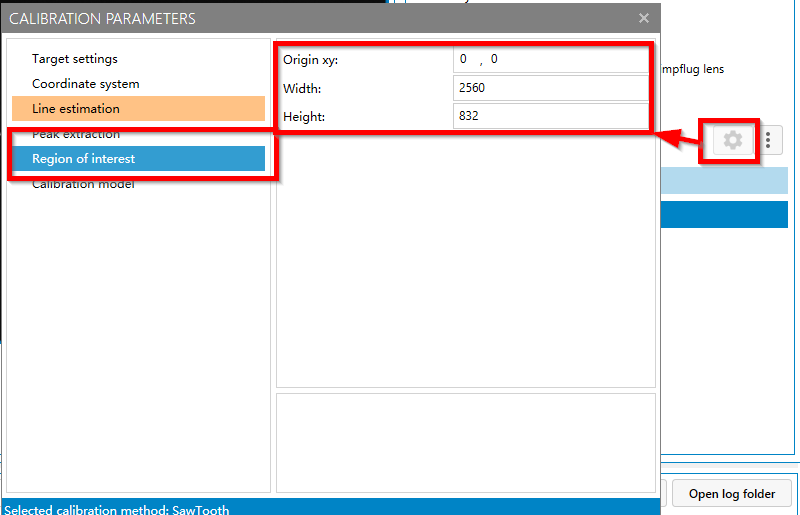 CALIBRATION PARAMETERS
Target settings
Coordinate system
Line estimation
Peak extraction
Region of interest
Calibration model
Origin xy: 0 , 0
Width: 2560
Height: 832
mpflug lens
Open log folder
Selected calibration method: SawTooth